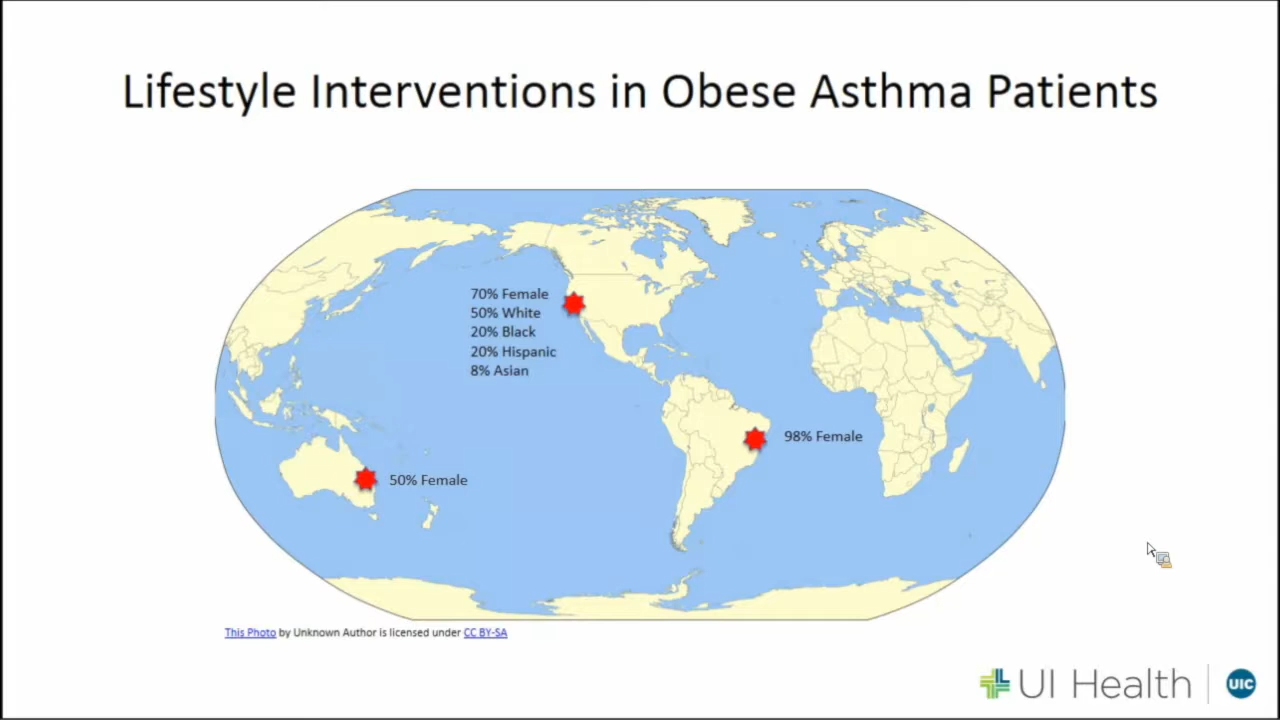 Lifestyle Interventions in Obese Asthma Patients
70% Female
50% White
20% Black
20% Hispanic
8% Asian
98% Female
50% Female
This Photo by Unknown Author is licensed under CC BY-SA
UI Health
UIC